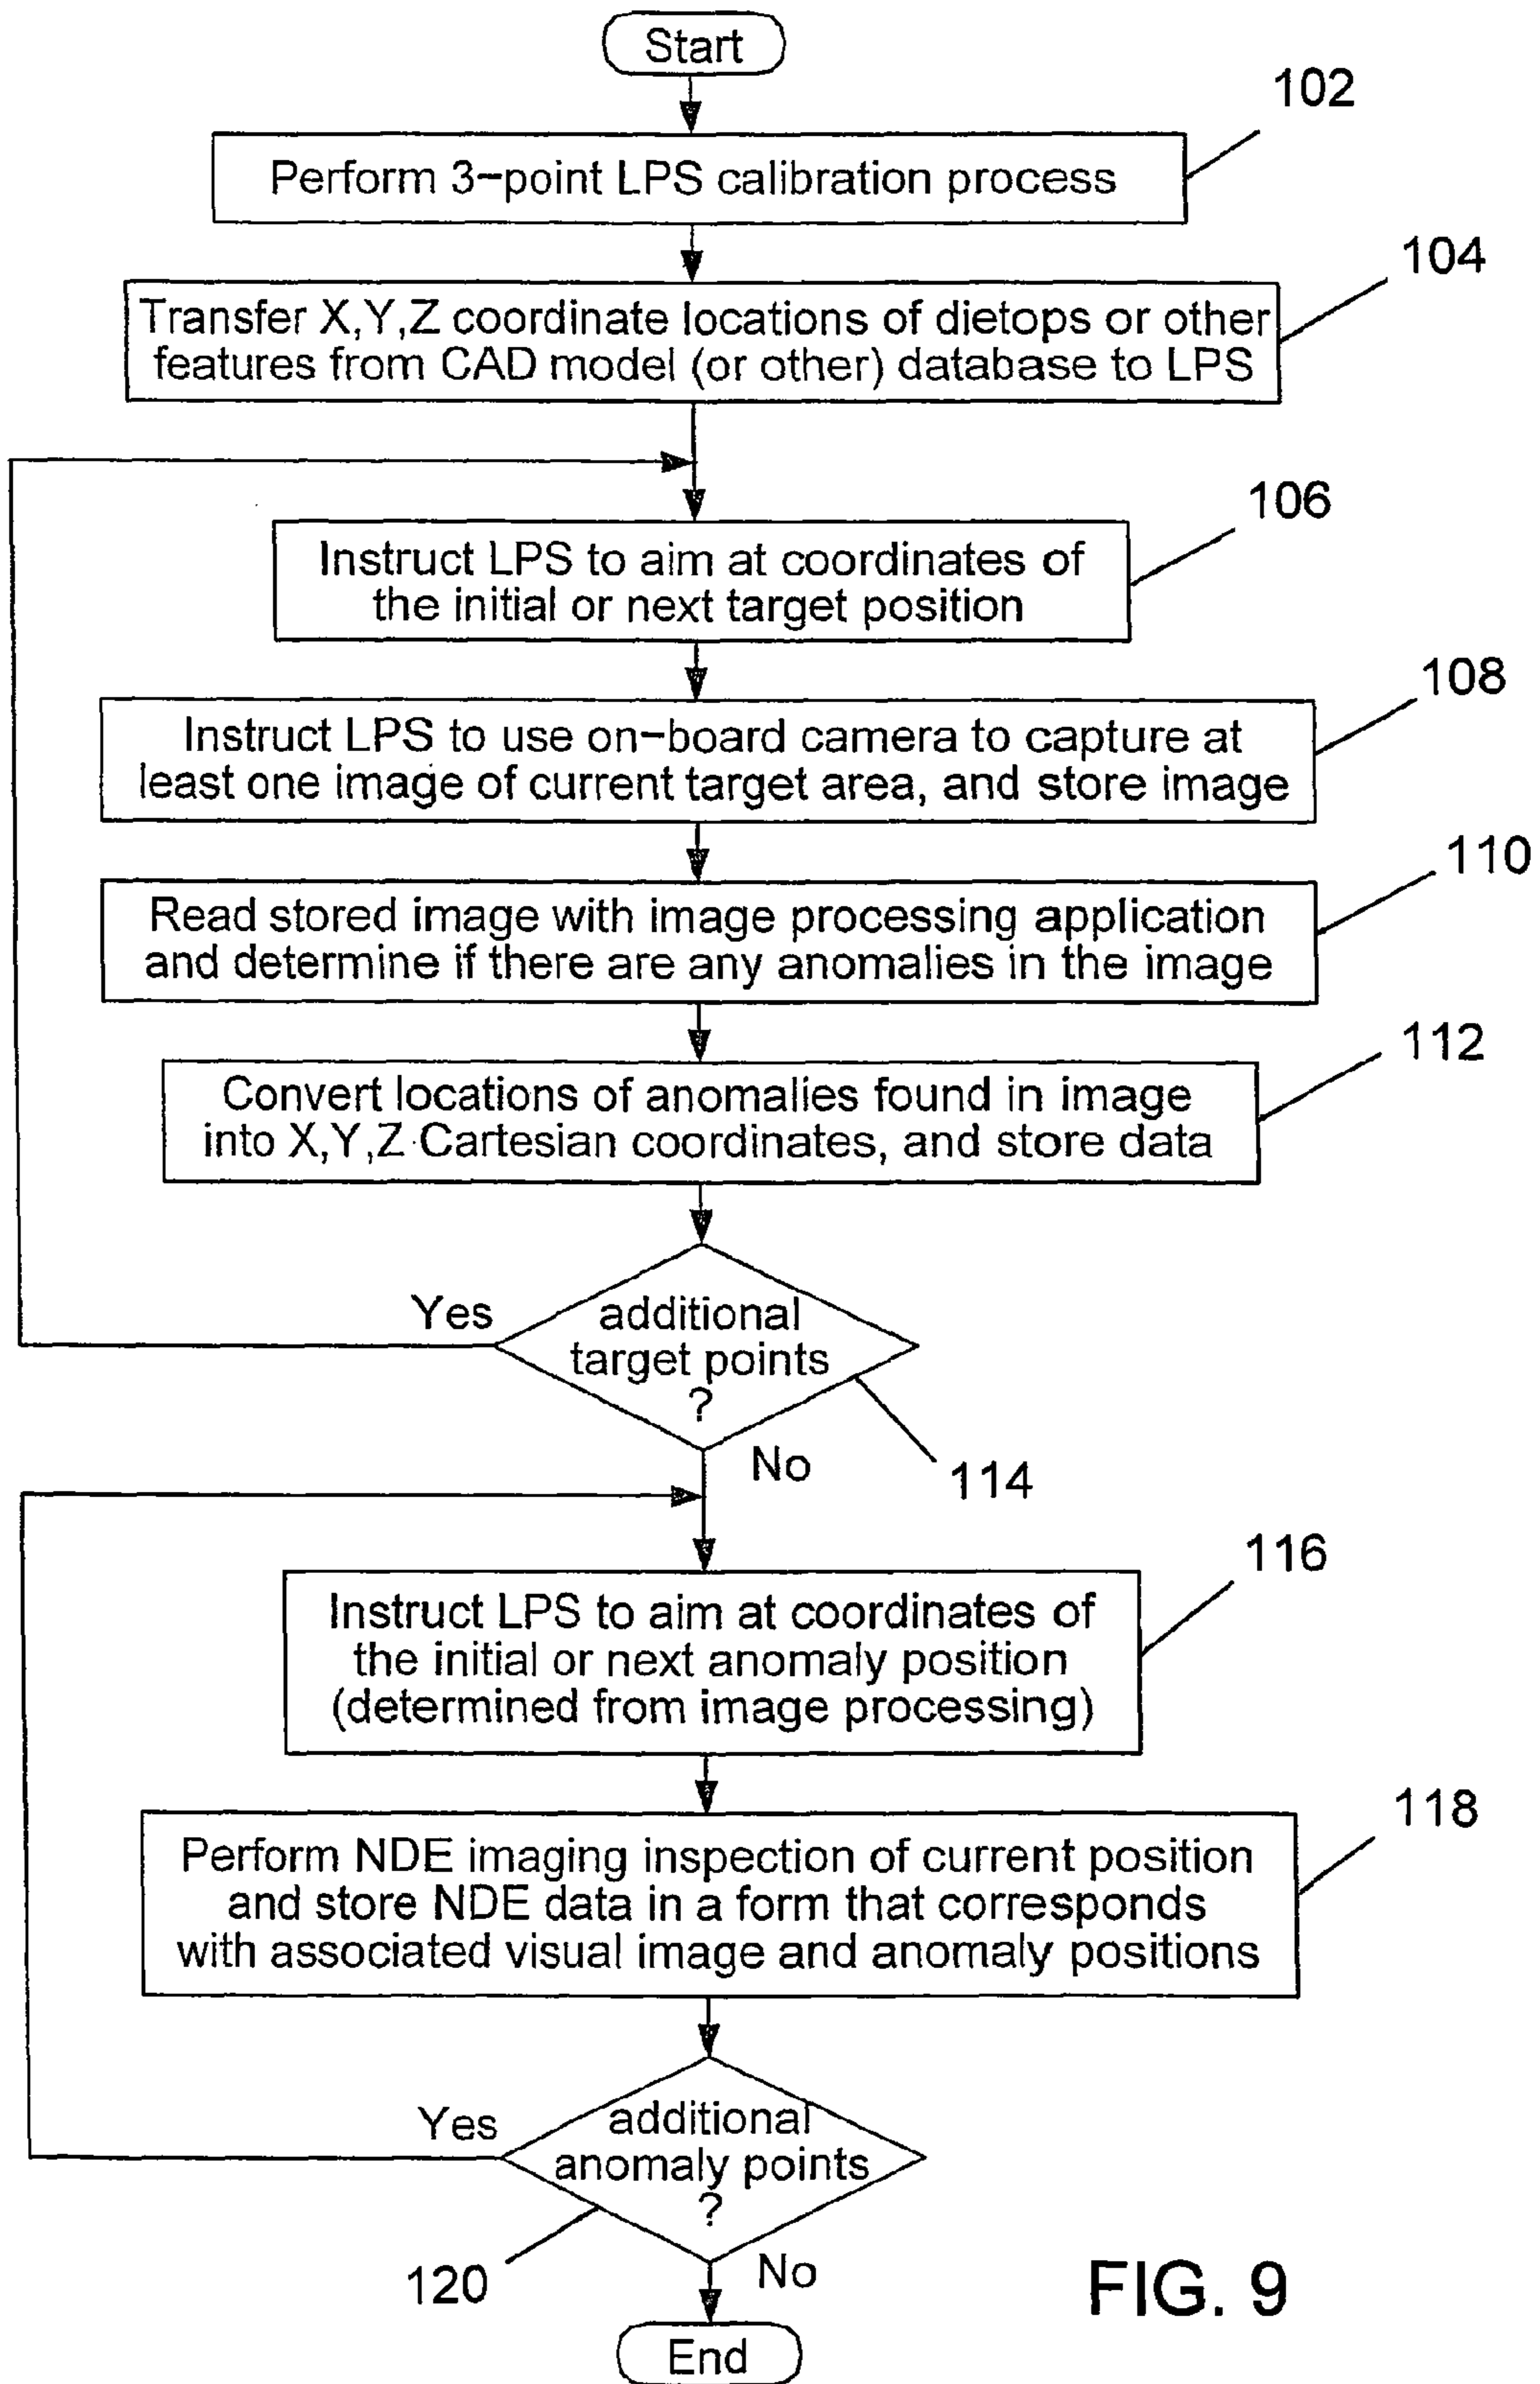 Start
102
Perform 3-point LPS calibration process
104
Transfer X,Y,Z coordinate locations of dietops or other
features from CAD model (or other) database to LPS
106
Instruct LPS to aim at coordinates of
the initial or next target position
108
Instruct LPS to use on-board camera to capture at
least one image of current target area, and store image
110
Read stored image with image processing application
and determine if there are any anomalies in the image
112
Convert locations of anomalies found in image
into X,Y,Z Cartesian coordinates, and store data
Yes
additional
target points
?
No
114
116
Instruct LPS to aim at coordinates of
the initial or next anomaly position
(determined from image processing)
118
Perform NDE imaging inspection of current position
and store NDE data in a form that corresponds
with associated visual image and anomaly positions
Yes
additional
anomaly points
?
120
No
End
FIG. 9